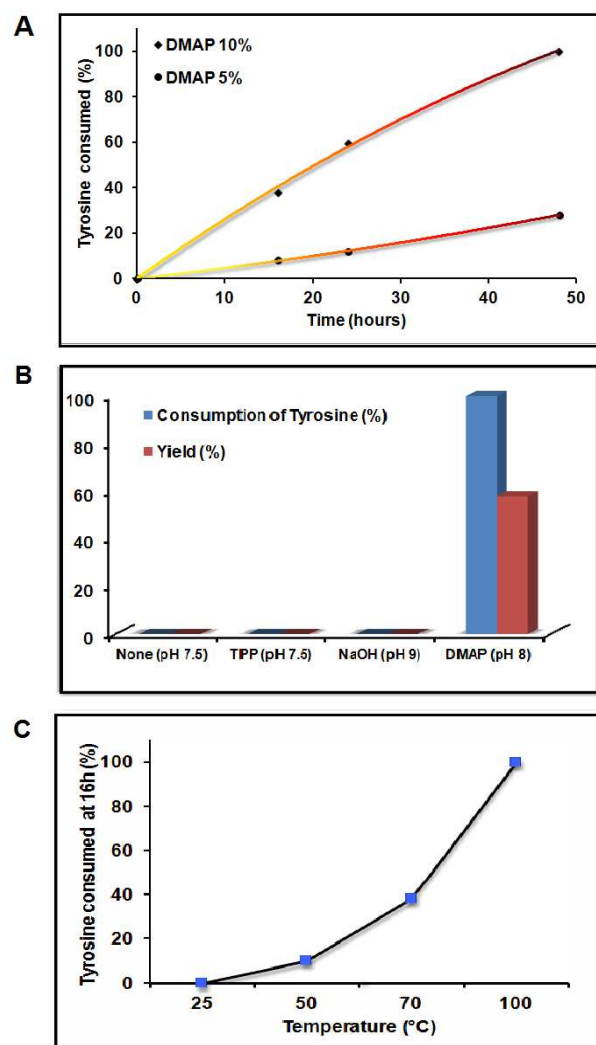 A
DMAP 10%
DMAP 5%
Tyrosine consumed (%)
100
80
60
40
20
0
0 10 20 30 40 50
Time (hours)
B
Consumption of Tyrosine (%)
Yield (%)
100
80
60
40
20
0
None (pH 7.5) TIPP (pH 7.5) NaOH (pH 9) DMAP (pH 8)
C
Tyrosine consumed at 16h (%)
100
80
60
40
20
0
25 50 70 100
Temperature (°C)